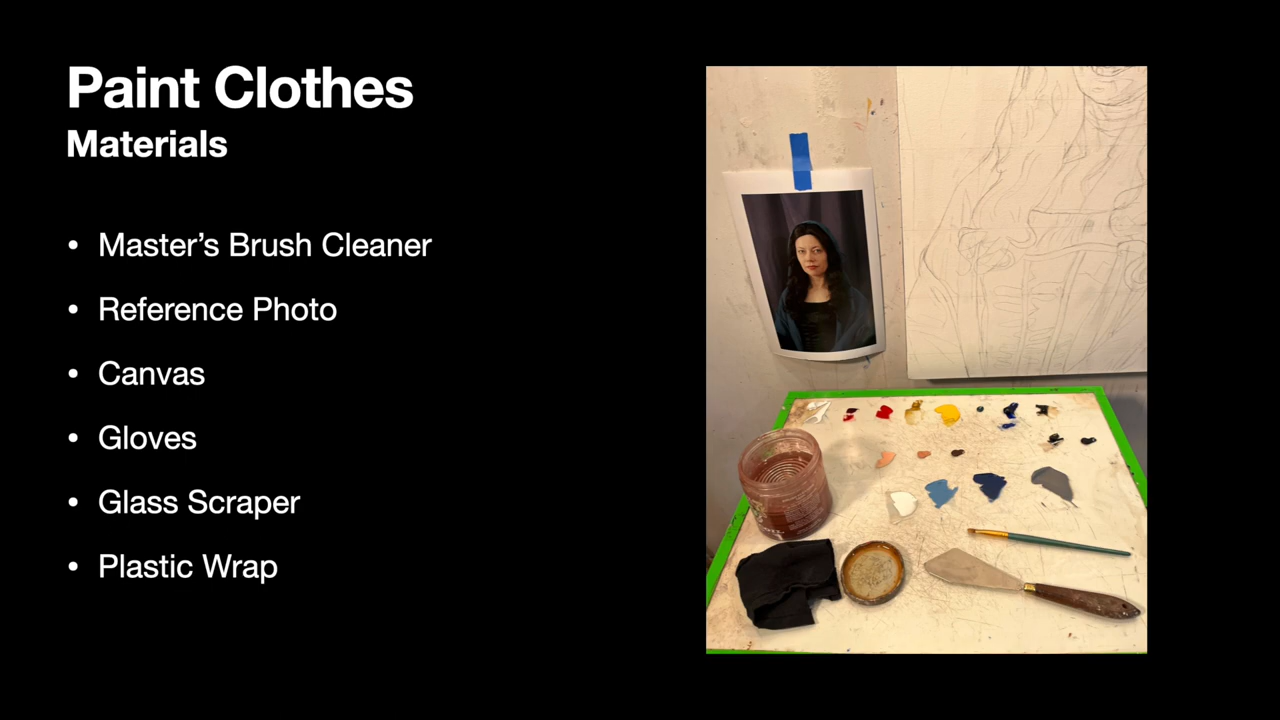 Paint Clothes
Materials
• Master’s Brush Cleaner
• Reference Photo
• Canvas
• Gloves
• Glass Scraper
• Plastic Wrap